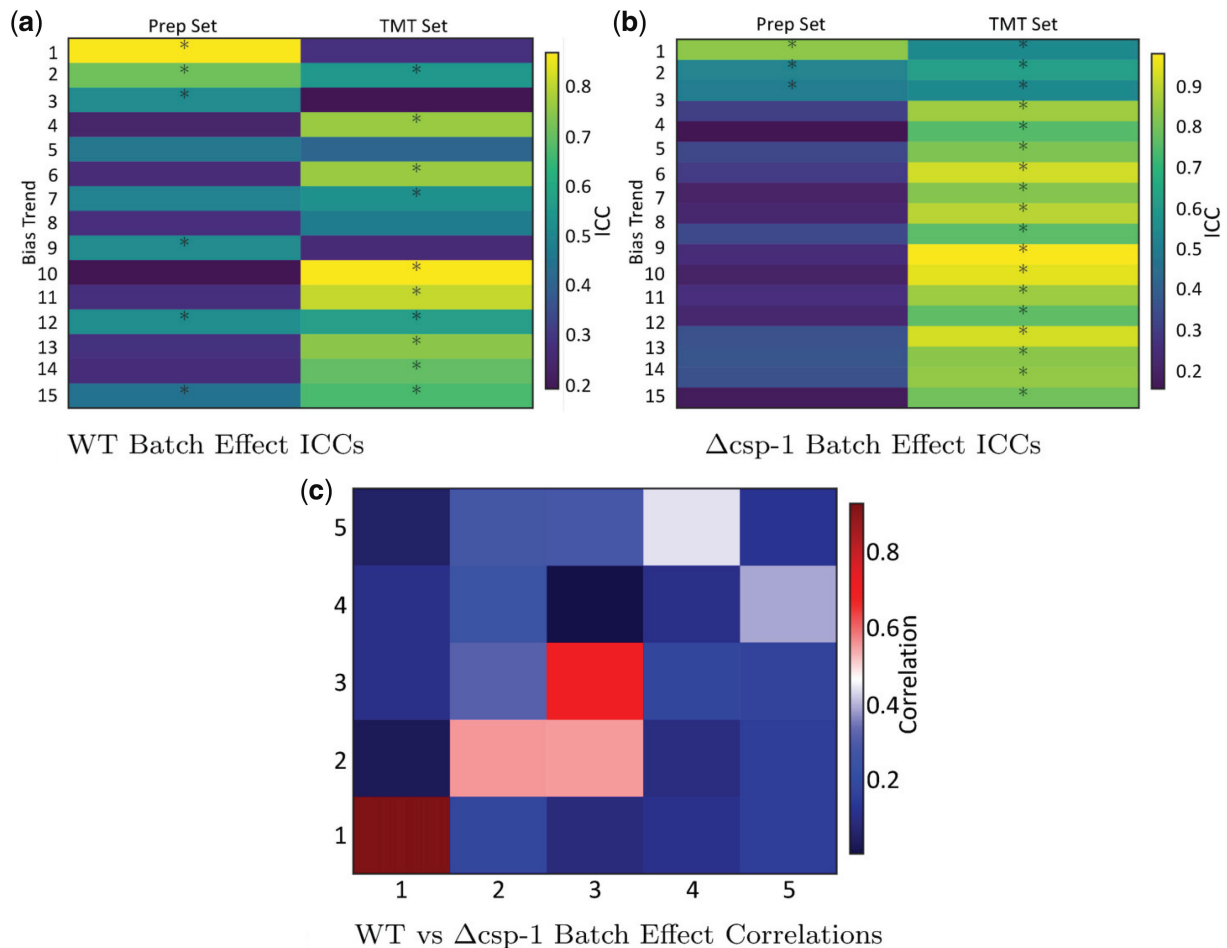 (a)
Prep Set TMT Set
Bias Trend
1 * 
2 * *
3 *
4 *
5
6 *
7 *
8
9 *
10 *
11 *
12 * *
13 *
14 *
15 * *
0.8
0.7
0.6
0.5
0.4
0.3
0.2
ICC
WT Batch Effect ICCs
(b)
Prep Set TMT Set
Bias Trend
1 * *
2 * *
* *
3
*
4 *
5 *
6 *
*
7 *
8 *
9 *
10 *
11 *
12 *
*
13 *
14 *
15 *
0.9
0.8
0.7
0.6
0.5
0.4
0.3
0.2
ICC
Δcsp-1 Batch Effect ICCs
(c)
5
4
3
2
1
1 2 3 4 5
0.8
0.6
0.4
0.2
Correlation
WT vs Δcsp-1 Batch Effect Correlations